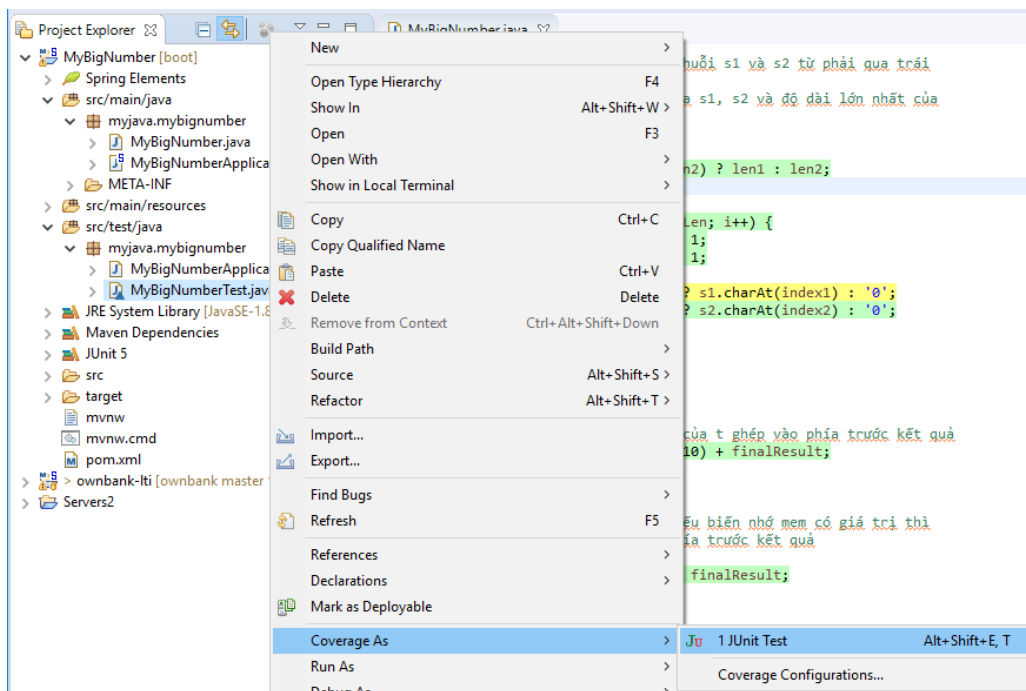 Project Explorer
MyBigNumber.java
MyBigNumber [boot]
Spring Elements
src/main/java
myjava.mybignumber
MyBigNumber.java
MyBigNumberApplica
META-INF
src/main/resources
src/test/java
myjava.mybignumber
MyBigNumberApplica
MyBigNumberTest.jav
JRE System Library [JavaSE-1.8
Maven Dependencies
JUnit 5
src
target
mvnw
mvnw.cmd
pom.xml
> ownbank-lti [ownbank master
Servers2
New
Open Type Hierarchy F4
Show In Alt+Shift+W >
Open F3
Open With
Show in Local Terminal
Copy Ctrl+C
Copy Qualified Name
Paste Ctrl+V
Delete Delete
Remove from Context Ctrl+Alt+Shift+Down
Build Path
Source Alt+Shift+S >
Refactor Alt+Shift+T >
Import...
Export...
Find Bugs
Refresh F5
References
Declarations
Mark as Deployable
Coverage As
Run As
Debug As
Ju 1 JUnit Test Alt+Shift+E, T
Coverage Configurations...
huỗi s1 và s2 từ phải qua trái
s1, s2 và độ dài lớn nhất của
n2) ? len1 : len2;
Len; i++) {
1;
1;
? s1.charAt(index1) : '0';
? s2.charAt(index2) : '0';
của t ghép vào phía trước kết quả
10) + finalResult;
ếu biến nhớ mem có giá trị thì
ía trước kết quả
finalResult;